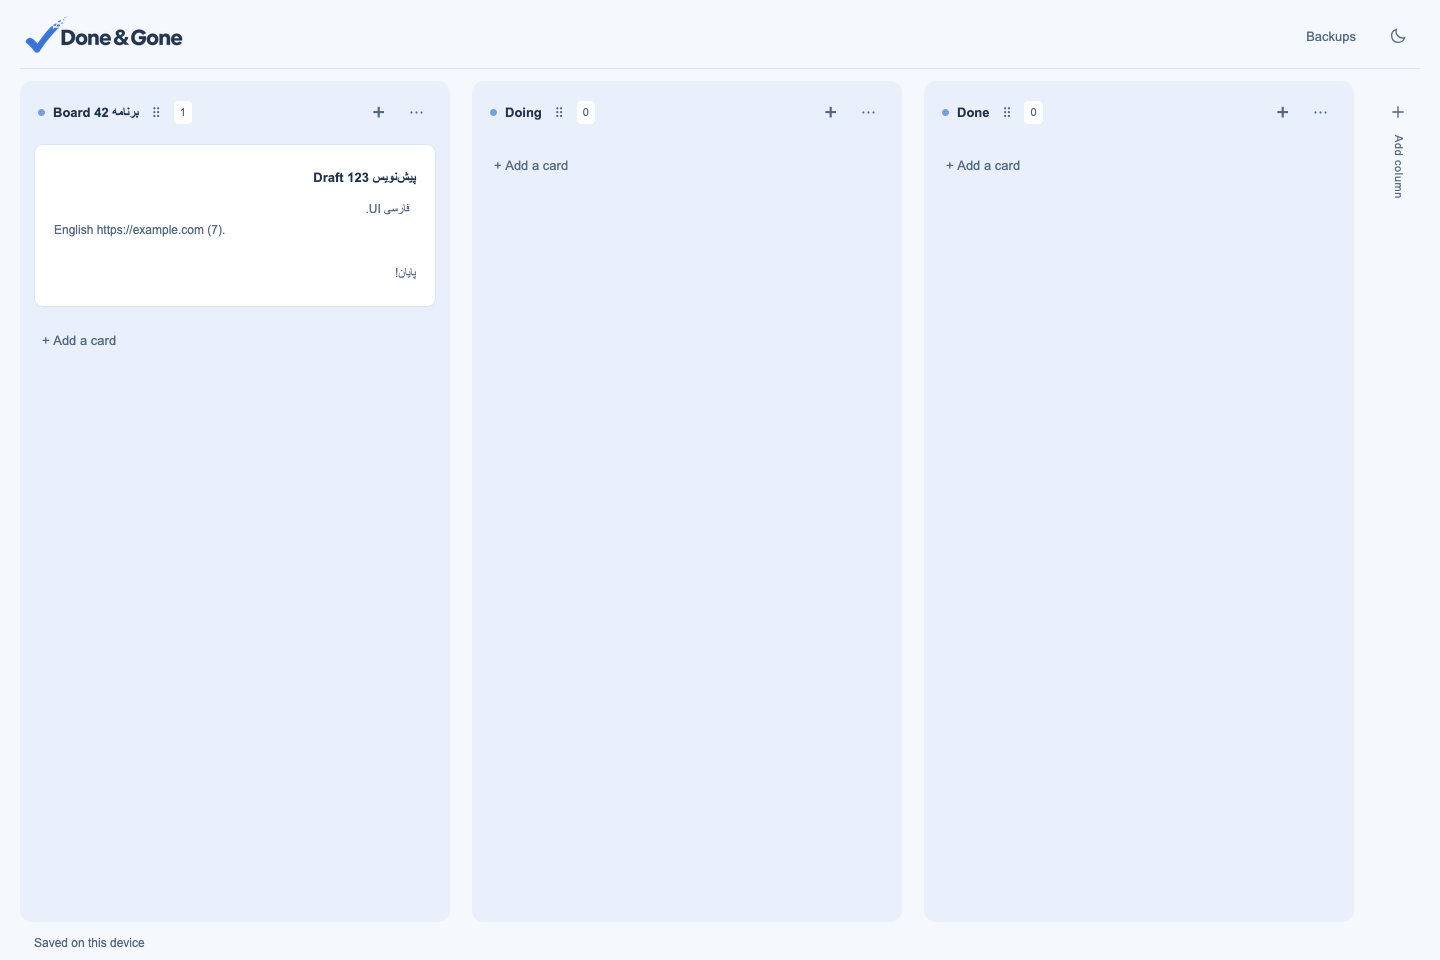 Done & Gone
Backups
برنامه Board 42
1
پیش‌نویس Draft 123
فارسی UI.
English https://example.com (7).
پایان!
+ Add a card
Doing
0
+ Add a card
Done
0
+ Add a card
Add column
Saved on this device